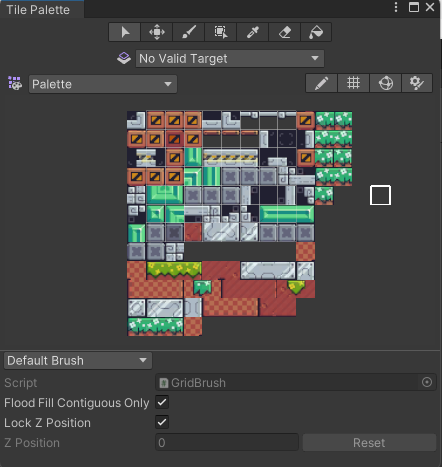 Tile Palette
No Valid Target
Palette
Default Brush
Script
GridBrush
Flood Fill Contiguous Only
Lock Z Position
Z Position
0
Reset